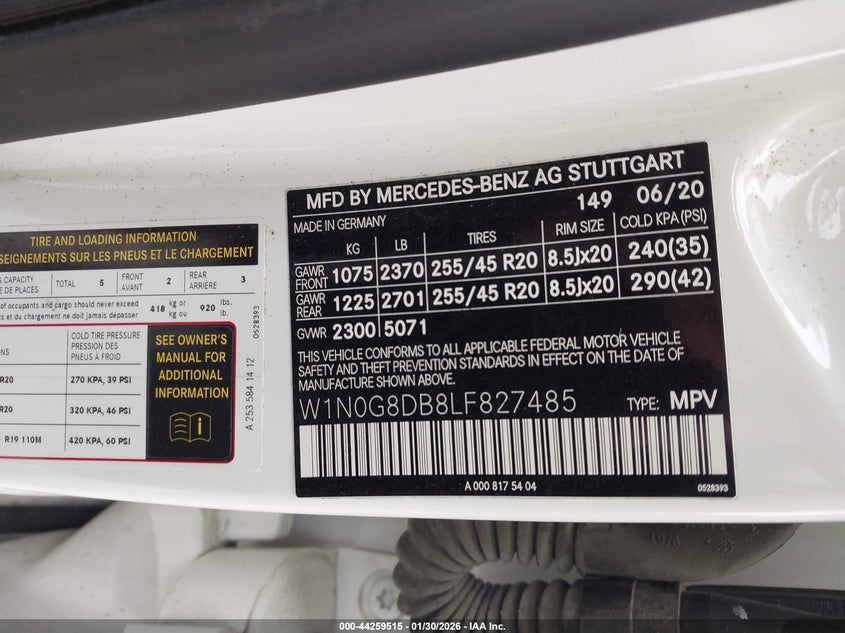 TIRE AND LOADING INFORMATION
SEIGNEMENTS SUR LES PNEUS ET LE CHARGEMENT
CAPACITY TOTAL 5 FRONT 2 REAR 3
DE PLACES AVANT ARRIÈRE
of occupants and cargo should never exceed 418 kg or 920 lbs.
et du chargement ne doit jamais dépasser kg ou lb.
COLD TIRE PRESSURE
PRESSION DES
PNEUS À FROID
R20 270 KPA, 39 PSI
R20 320 KPA, 46 PSI
R19 110M 420 KPA, 60 PSI
SEE OWNER'S
MANUAL FOR
ADDITIONAL
INFORMATION
A 253 584 14 12
0528393
MFD BY MERCEDES-BENZ AG STUTTGART
149 06/20
MADE IN GERMANY
KG LB TIRES RIM SIZE COLD KPA (PSI)
GAWR FRONT 1075 2370 255/45 R20 8.5Jx20 240(35)
GAWR REAR 1225 2701 255/45 R20 8.5Jx20 290(42)
GVWR 2300 5071
THIS VEHICLE CONFORMS TO ALL APPLICABLE FEDERAL MOTOR VEHICLE
SAFETY AND THEFT PREVENTION STANDARDS IN EFFECT ON THE DATE OF
MANUFACTURE SHOWN ABOVE.
W1N0G8DB8LF827485 TYPE: MPV
A 000 817 54 04
0528393
000-44259515 - 01/30/2026 - IAA Inc.